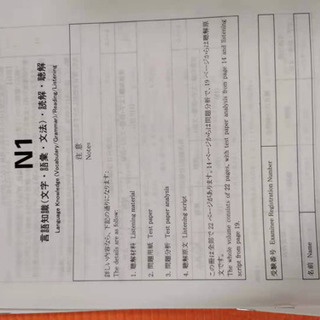 N1
言語知識(文字・語彙・文法)・読解・聴解
Language Knowledge (Vocabulary/Grammar)/Reading/Listening
注意
Notes
詳しい内容なら、下記の通りになります:
The details are as follow:
1. 聴解材料 Listening material
2. 問題用紙 Test paper
3. 問題分析 Test paper analysis
4. 聴解原文 Listening script
この冊は全部で22ページがあります。14ページからは問題分析で、19ページからは聴解原
文です。
The whole volume consists of 22 pages, with test paper analysis from page 14 and listening
script from page 19.
受験番号 Examinee Registration Number
名前 Name